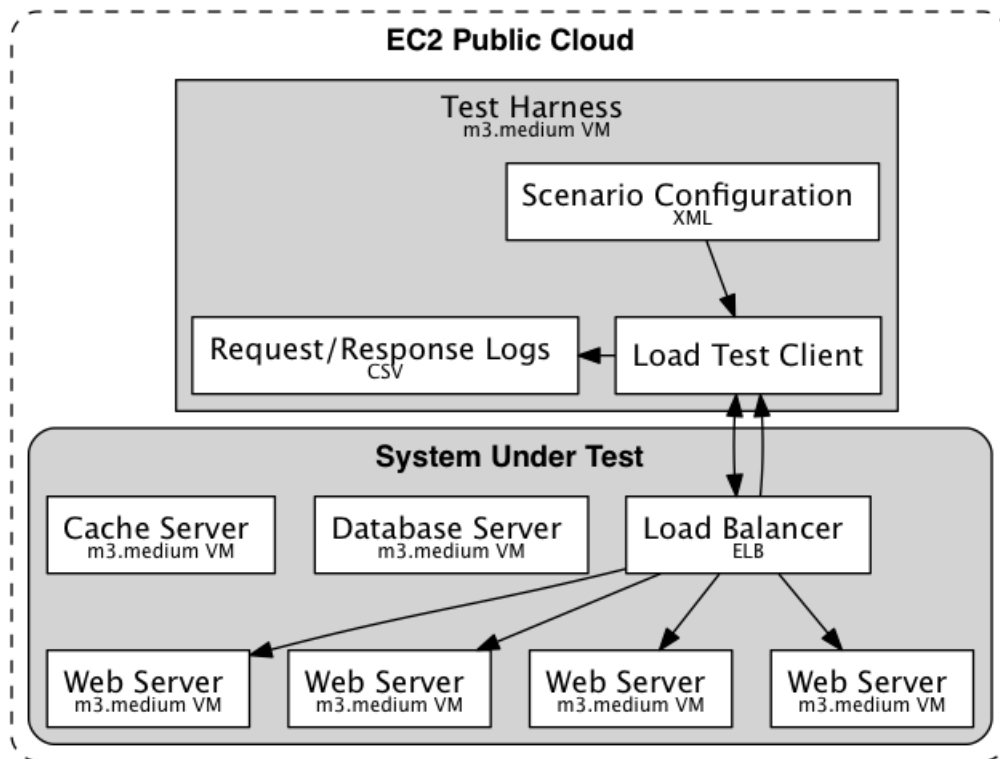 EC2 Public Cloud
Test Harness
m3.medium VM
Scenario Configuration
XML
Request/Response Logs
CSV
Load Test Client
System Under Test
Cache Server
m3.medium VM
Database Server
m3.medium VM
Load Balancer
ELB
Web Server
m3.medium VM
Web Server
m3.medium VM
Web Server
m3.medium VM
Web Server
m3.medium VM